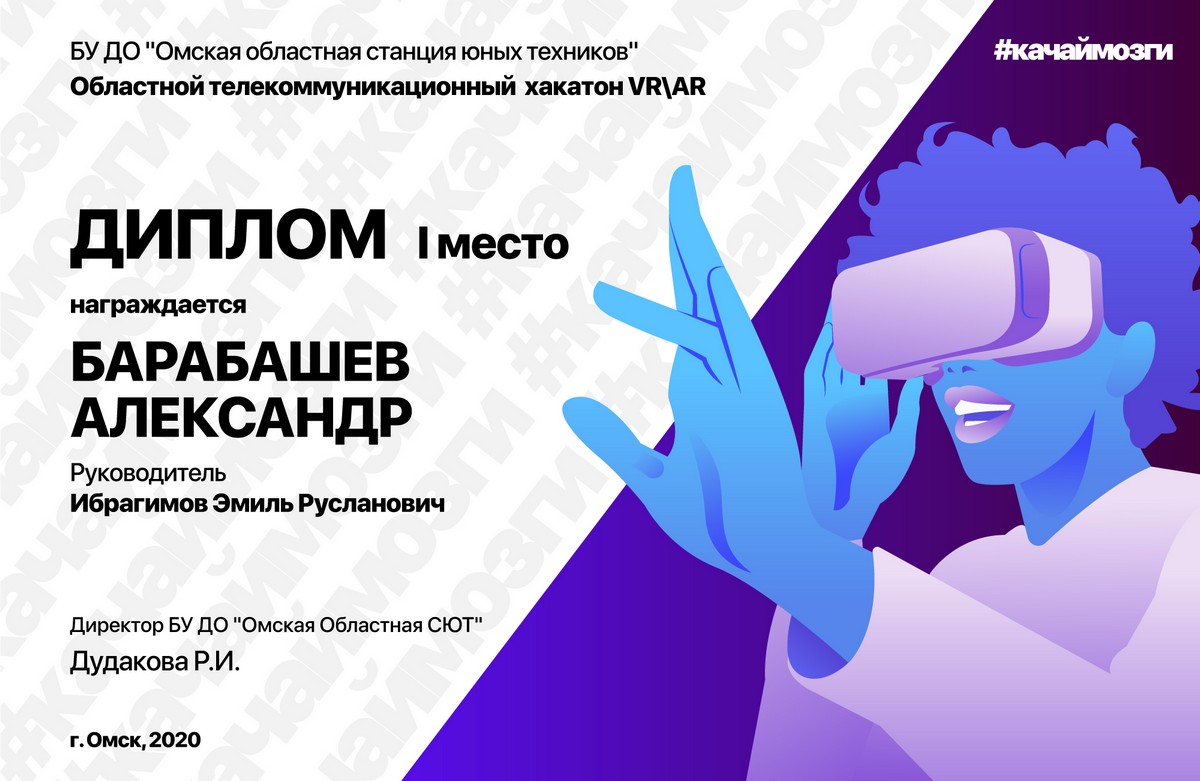 БУ ДО "Омская областная станция юных техников"
Областной телекоммуникационный хакатон VR\AR
#качаймозги
ДИПЛОМ I место
награждается
БАРАБАШЕВ
АЛЕКСАНДР
Руководитель
Ибрагимов Эмиль Русланович
Директор БУ ДО "Омская Областная СЮТ"
Дудакова Р.И.
г. Омск, 2020